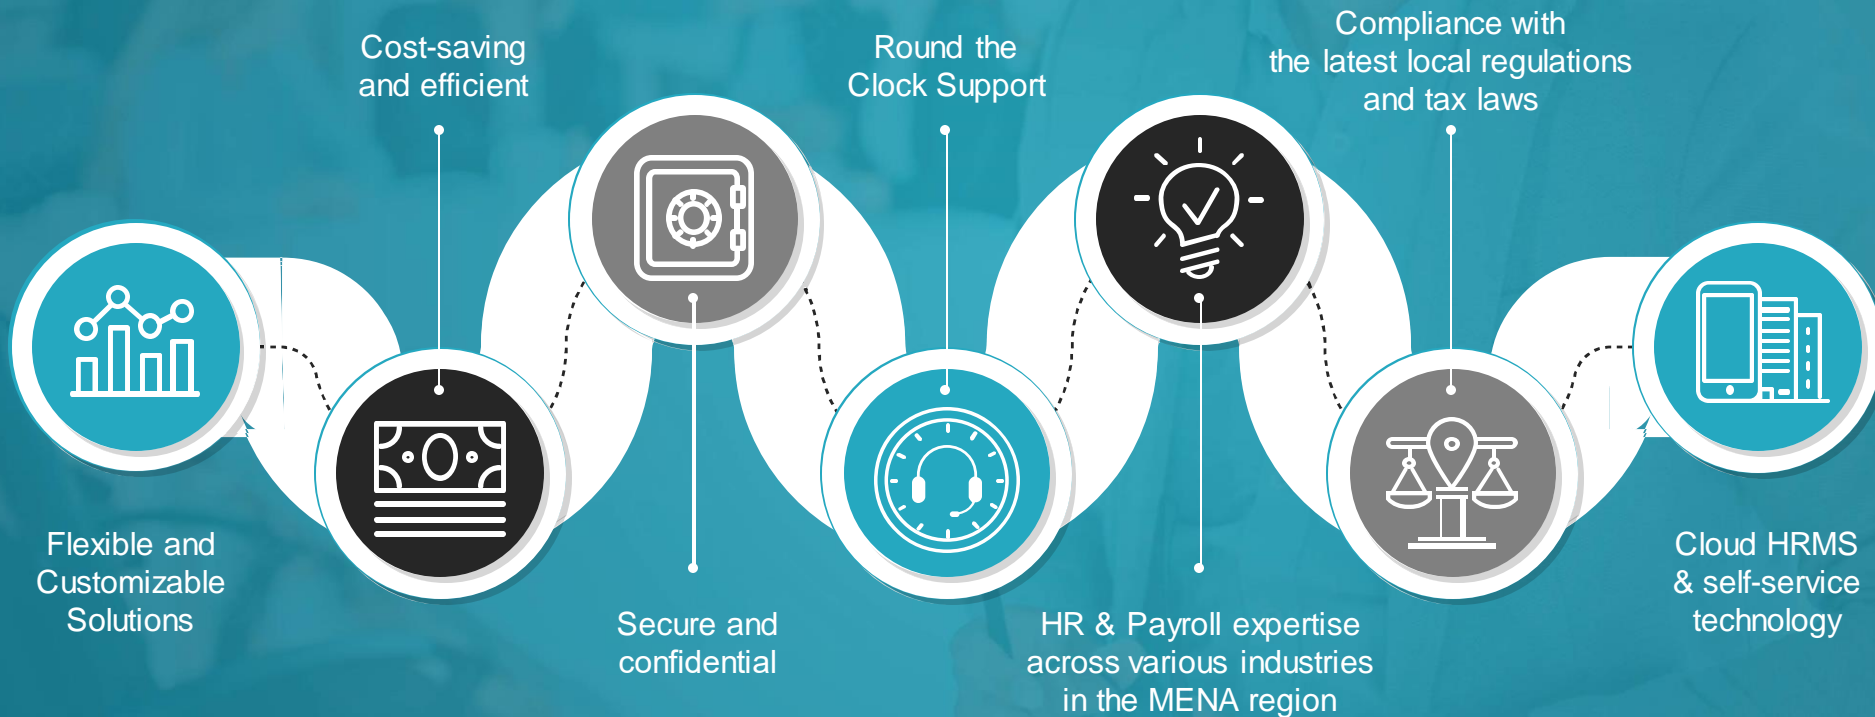 Flexible and
Customizable
Solutions
Cost-saving
and efficient
Secure and
confidential
Round the
Clock Support
HR & Payroll expertise
across various industries
in the MENA region
Compliance with
the latest local regulations
and tax laws
Cloud HRMS
& self-service
technology